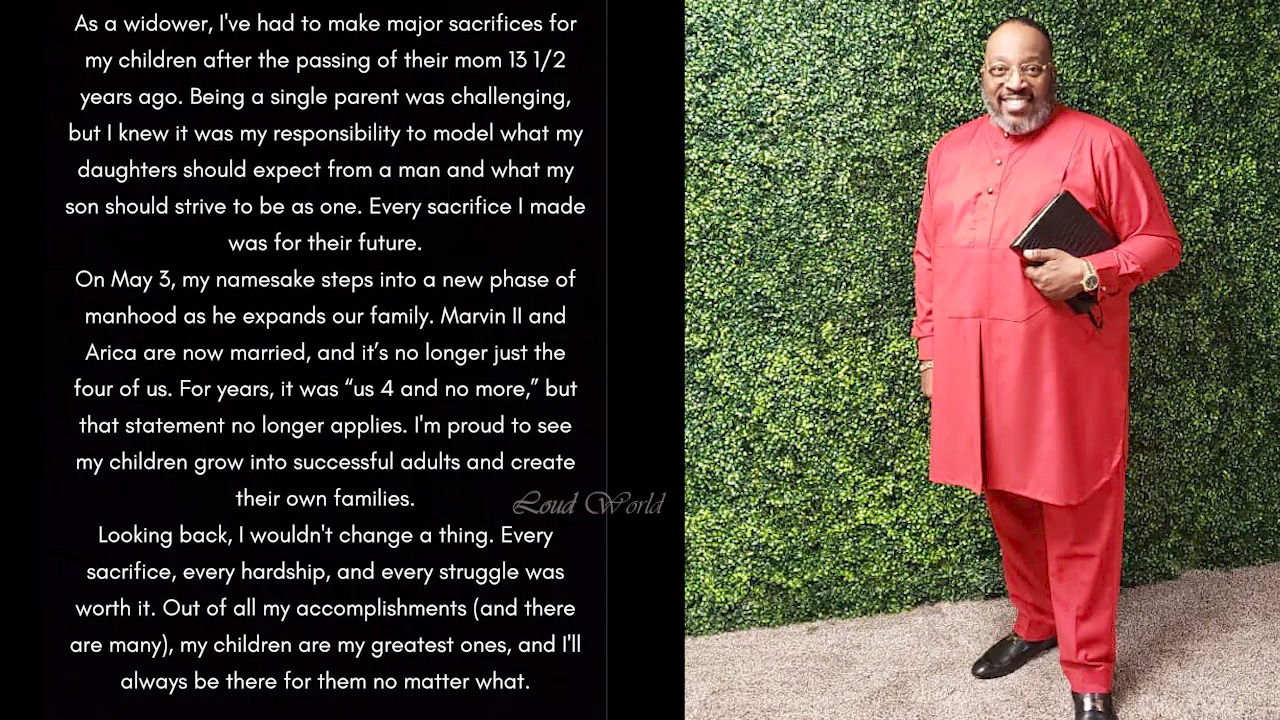 As a widower, I've had to make major sacrifices for
my children after the passing of their mom 13 1/2
years ago. Being a single parent was challenging,
but I knew it was my responsibility to model what my
daughters should expect from a man and what my
son should strive to be as one. Every sacrifice I made
was for their future.
On May 3, my namesake steps into a new phase of
manhood as he expands our family. Marvin II and
Arica are now married, and it’s no longer just the
four of us. For years, it was “us 4 and no more,” but
that statement no longer applies. I'm proud to see
my children grow into successful adults and create
their own families.
Loud World
Looking back, I wouldn't change a thing. Every
sacrifice, every hardship, and every struggle was
worth it. Out of all my accomplishments (and there
are many), my children are my greatest ones, and I'll
always be there for them no matter what.